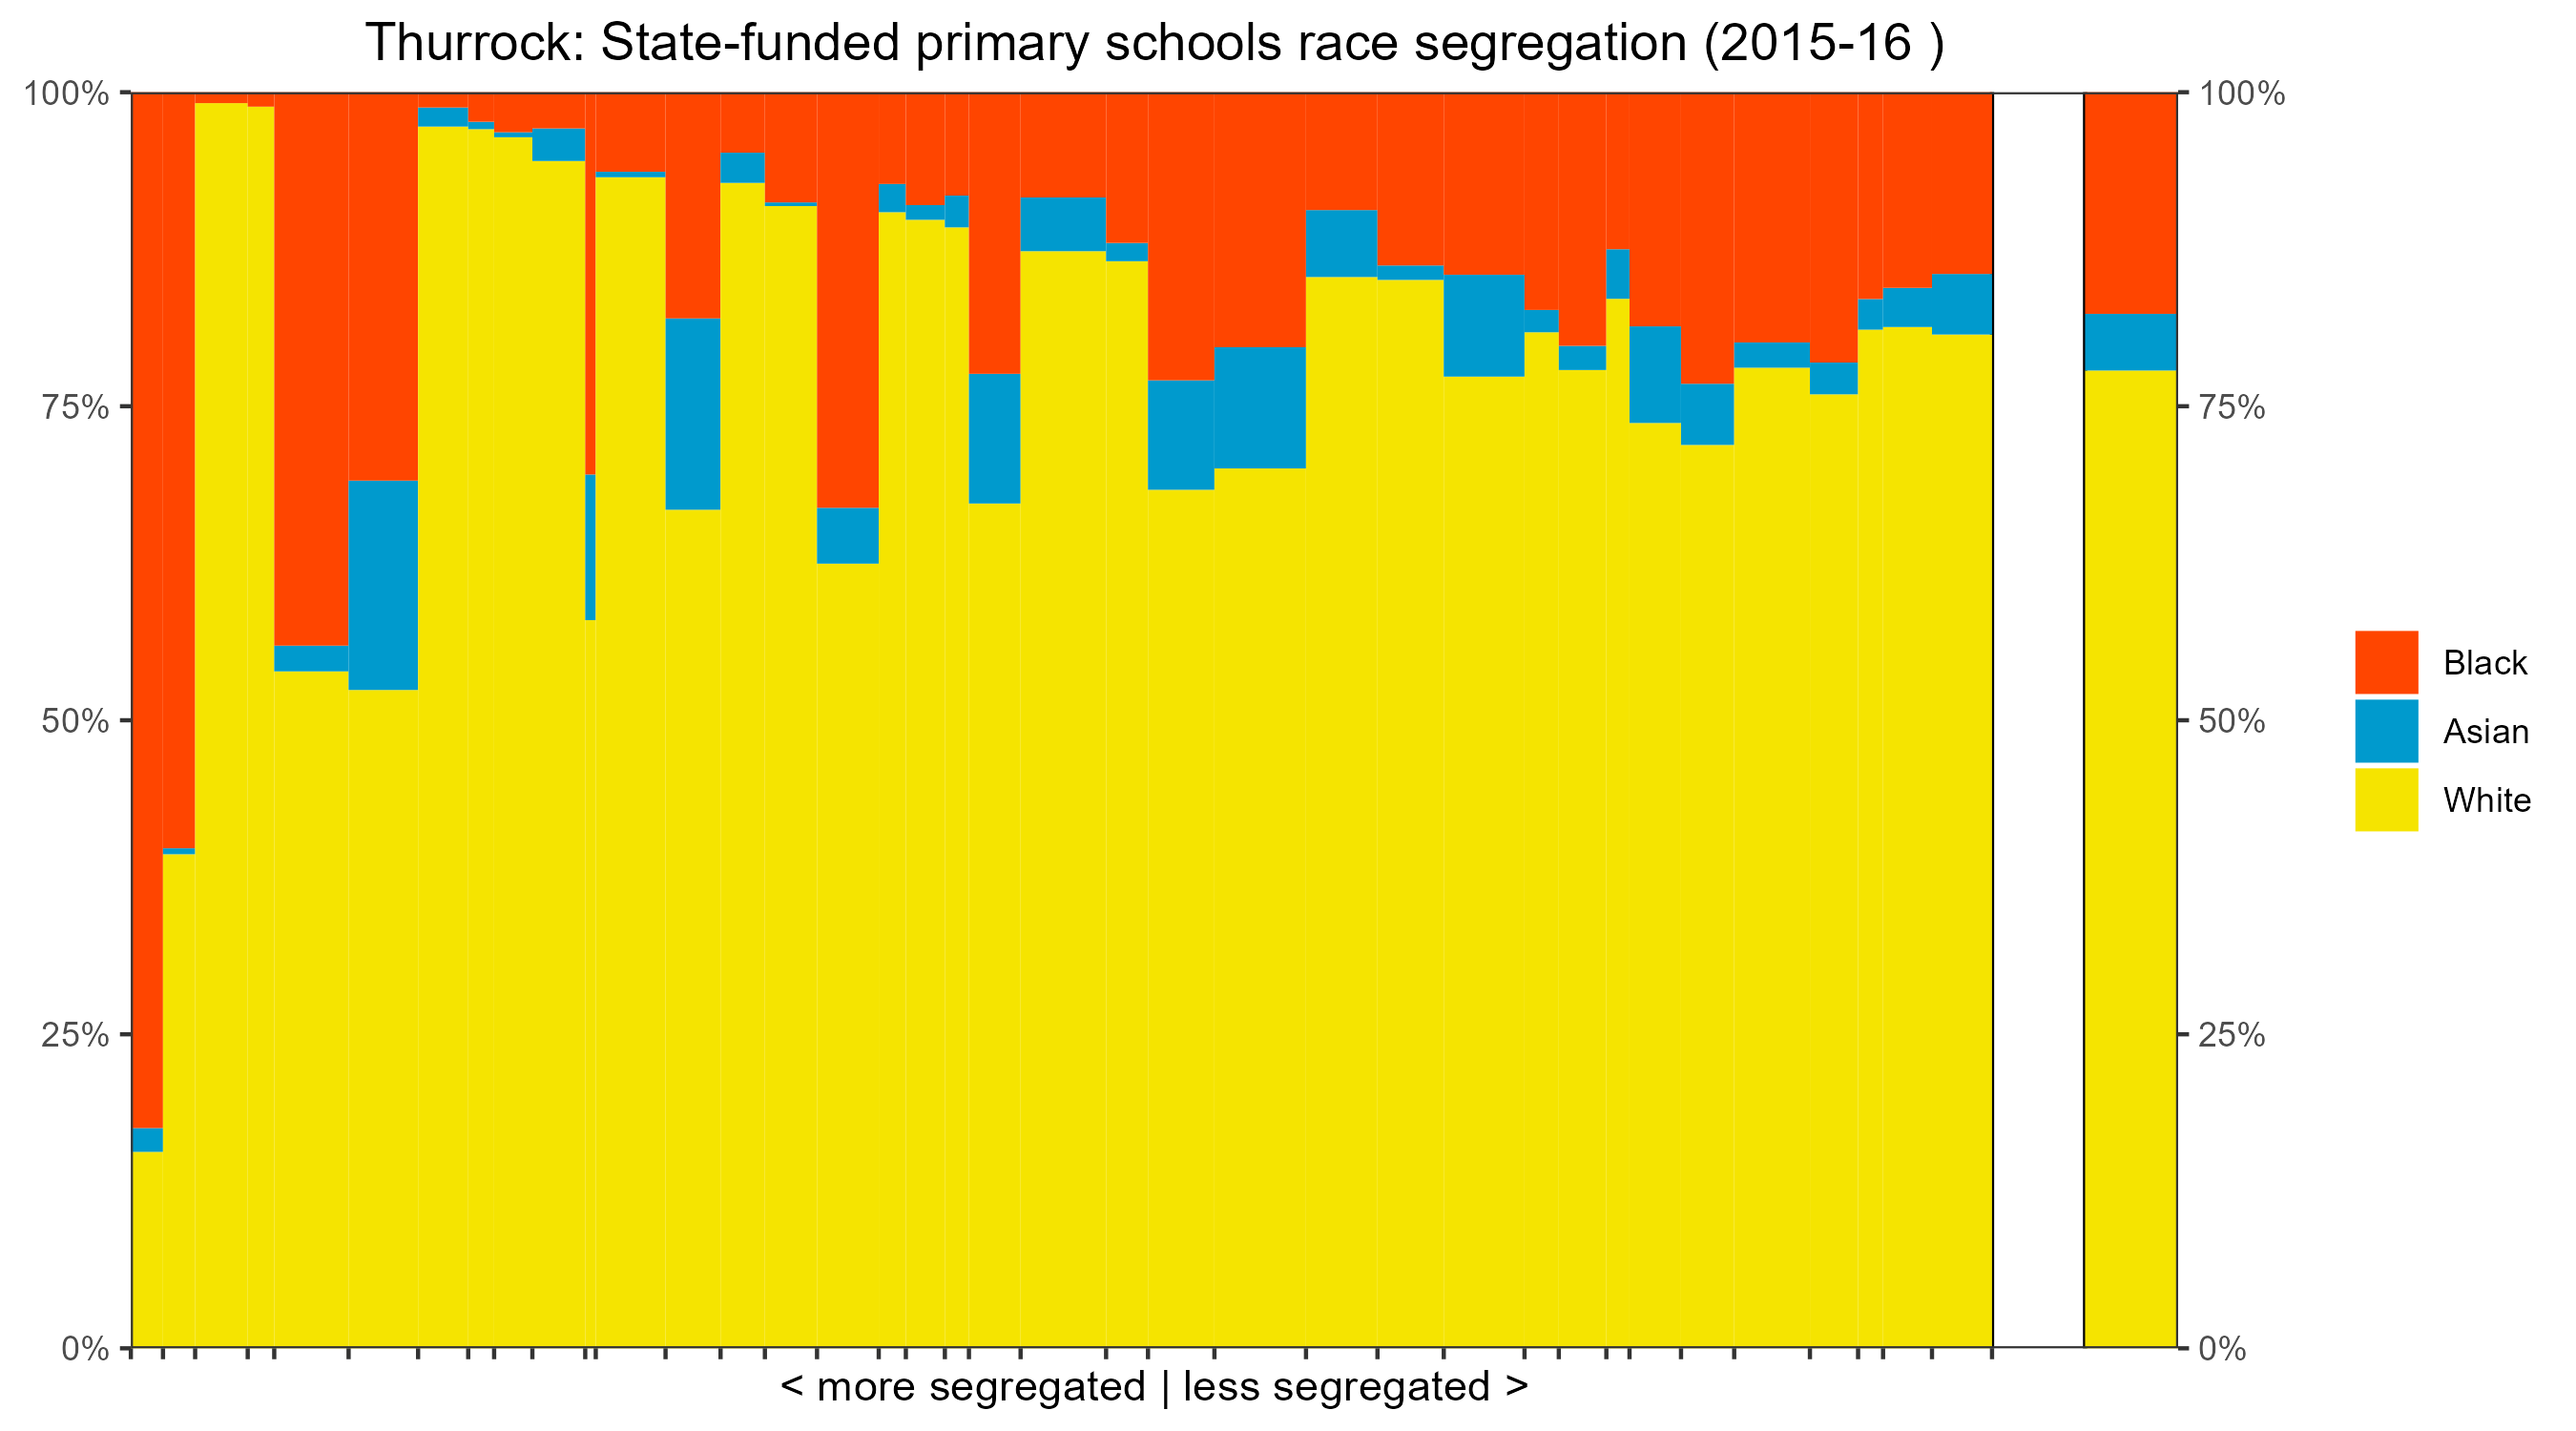 Thurrock: State-funded primary schools race segregation (2015-16 )
100%
75%
50%
25%
0%
100%
75%
50%
25%
0%
Black
Asian
White
< more segregated | less segregated >